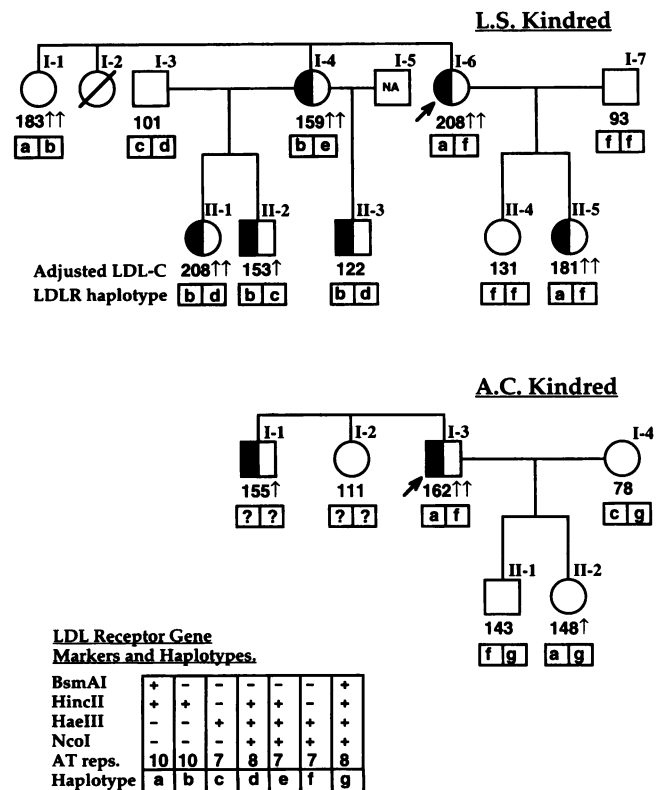 L.S. Kindred
I-1 I-2 I-3 I-4 I-5 I-6 I-7
NA
183↑↑ 101 159↑↑ 208↑↑ 93
a b c d b e a f f f
II-1 II-2 II-3 II-4 II-5
Adjusted LDL-C 208↑↑ 153↑ 122 131 181↑↑
LDLR haplotype b d b c b d f f a f
A.C. Kindred
I-1 I-2 I-3 I-4
155↑ 111 162↑↑ 78
? ? ? ? a f c g
II-1 II-2
143 148↑
f g a g
LDL Receptor Gene
Markers and Haplotypes.
BsmAI + - - - - - +
HincII + + - + + - +
HaeIII - - + + + + +
NcoI - - - + + + +
AT reps. 10 10 7 8 7 7 8
Haplotype a b c d e f g